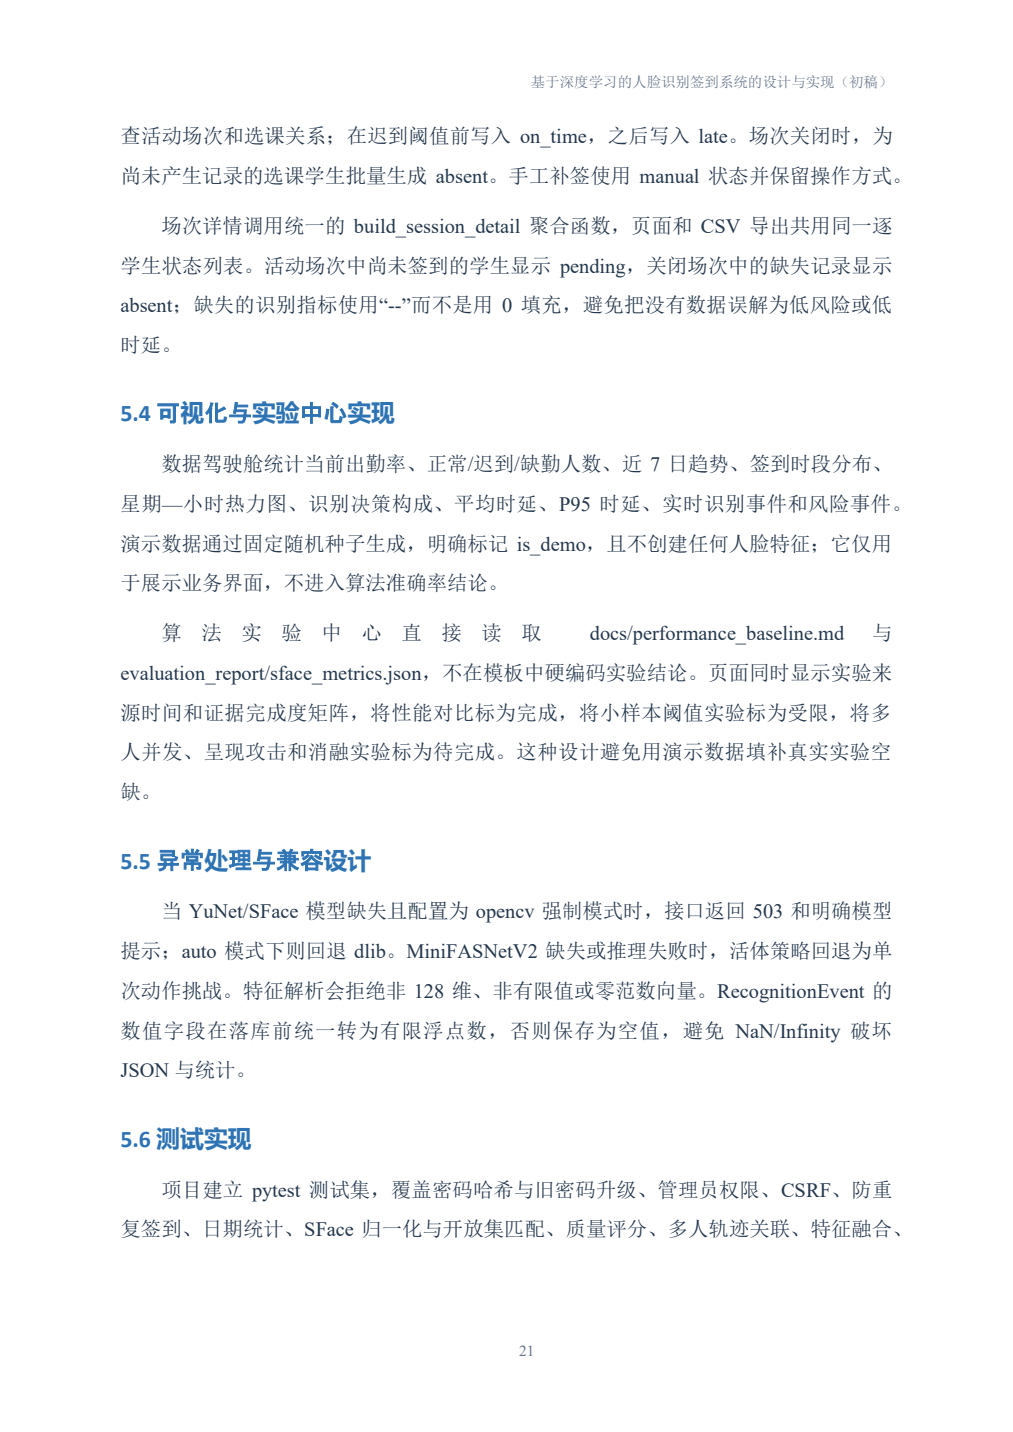 基于深度学习的人脸识别签到系统的设计与实现（初稿）
查活动场次和选课关系；在迟到阈值前写入 on_time，之后写入 late。场次关闭时，为
尚未产生记录的选课学生批量生成 absent。手工补签使用 manual 状态并保留操作方式。
场次详情调用统一的 build_session_detail 聚合函数，页面和 CSV 导出共用同一逐
学生状态列表。活动场次中尚未签到的学生显示 pending，关闭场次中的缺失记录显示
absent；缺失的识别指标使用“--”而不是用 0 填充，避免把没有数据误解为低风险或低
时延。
5.4 可视化与实验中心实现
数据驾驶舱统计当前出勤率、正常/迟到/缺勤人数、近 7 日趋势、签到时段分布、
星期—小时热力图、识别决策构成、平均时延、P95 时延、实时识别事件和风险事件。
演示数据通过固定随机种子生成，明确标记 is_demo，且不创建任何人脸特征；它仅用
于展示业务界面，不进入算法准确率结论。
算法实验中心直接读取 docs/performance_baseline.md 与
evaluation_report/sface_metrics.json，不在模板中硬编码实验结论。页面同时显示实验来
源时间和证据完成度矩阵，将性能对比标为完成，将小样本阈值实验标为受限，将多
人并发、呈现攻击和消融实验标为待完成。这种设计避免用演示数据填补真实实验空
缺。
5.5 异常处理与兼容设计
当 YuNet/SFace 模型缺失且配置为 opencv 强制模式时，接口返回 503 和明确模型
提示；auto 模式下则回退 dlib。MiniFASNetV2 缺失或推理失败时，活体策略回退为单
次动作挑战。特征解析会拒绝非 128 维、非有限值或零范数向量。RecognitionEvent 的
数值字段在落库前统一转为有限浮点数，否则保存为空值，避免 NaN/Infinity 破坏
JSON 与统计。
5.6 测试实现
项目建立 pytest 测试集，覆盖密码哈希与旧密码升级、管理员权限、CSRF、防重
复签到、日期统计、SFace 归一化与开放集匹配、质量评分、多人轨迹关联、特征融合、
21